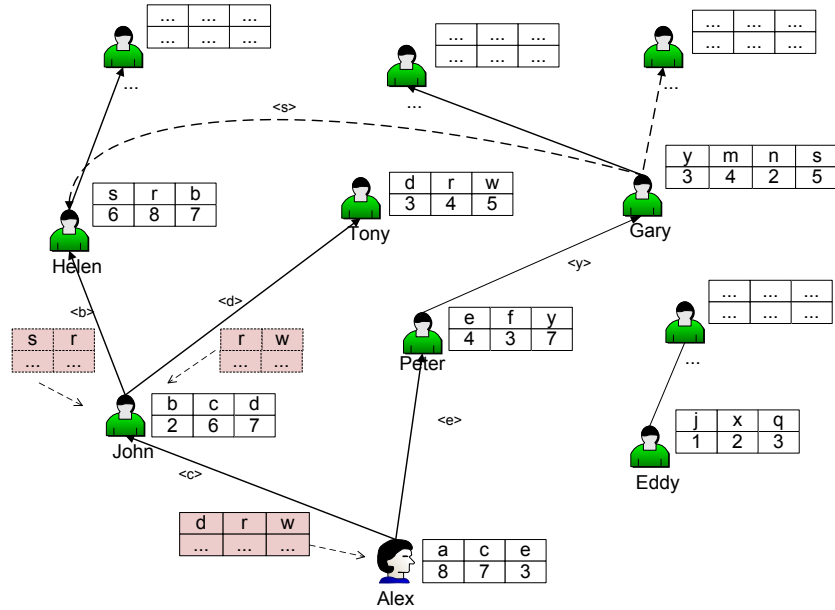 ... ... ...
... ... ...
... ... ...
... ... ...
... ... ...
... ... ...
...
...
...
<s>
y m n s
3 4 2 5
Gary
d r w
3 4 5
Tony
s r b
6 8 7
Helen
<y>
<d>
<b>
... ... ...
... ... ...
...
e f y
4 3 7
Peter
s r
... ...
r w
... ...
b c d
2 6 7
John
<e>
j x q
1 2 3
Eddy
<c>
d r w
... ... ...
a c e
8 7 3
Alex